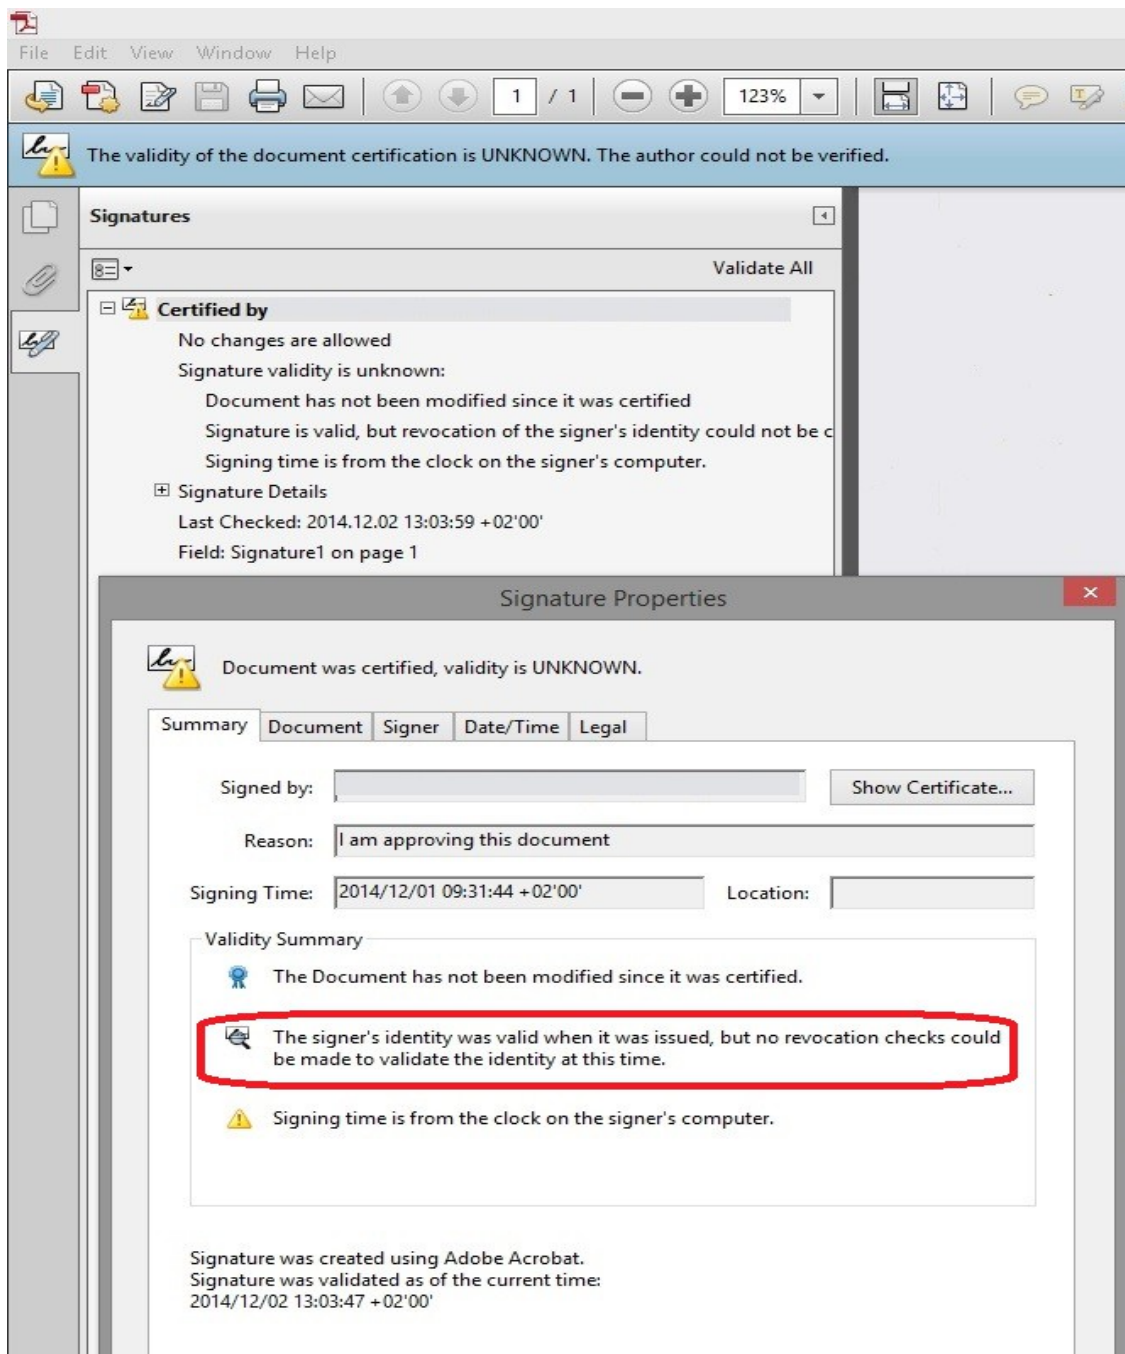 File Edit View Window Help
1 / 1 123%
The validity of the document certification is UNKNOWN. The author could not be verified.
Signatures
Validate All
Certified by
No changes are allowed
Signature validity is unknown:
Document has not been modified since it was certified
Signature is valid, but revocation of the signer's identity could not be c
Signing time is from the clock on the signer's computer.
Signature Details
Last Checked: 2014.12.02 13:03:59 +02'00'
Field: Signature1 on page 1
Signature Properties
Document was certified, validity is UNKNOWN.
Summary Document Signer Date/Time Legal
Signed by: Show Certificate...
Reason: I am approving this document
Signing Time: 2014/12/01 09:31:44 +02'00' Location:
Validity Summary
The Document has not been modified since it was certified.
The signer's identity was valid when it was issued, but no revocation checks could
be made to validate the identity at this time.
Signing time is from the clock on the signer's computer.
Signature was created using Adobe Acrobat.
Signature was validated as of the current time:
2014/12/02 13:03:47 +02'00'